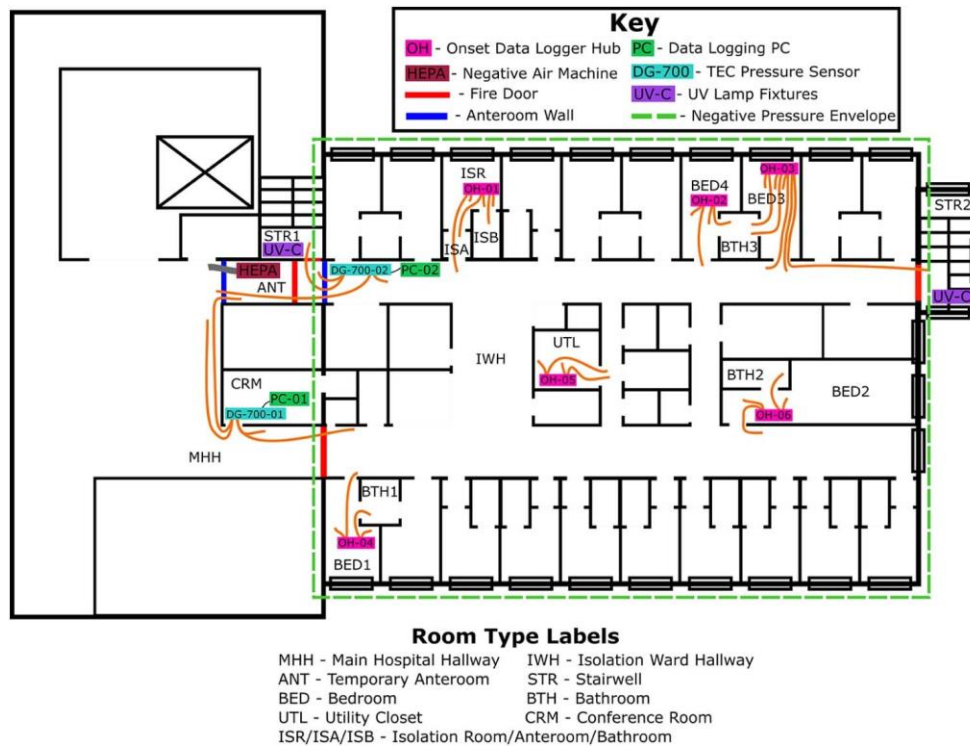 Key
OH - Onset Data Logger Hub
PC - Data Logging PC
HEPA - Negative Air Machine
DG-700 - TEC Pressure Sensor
- Fire Door
UV-C - UV Lamp Fixtures
- Anteroom Wall
- Negative Pressure Envelope
ISR
OH-01
ISA
ISB
BED4
OH-02
OH-03
BED3
BTH3
STR2
UV-C
STR1
UV-C
HEPA
ANT
DG-700-02
PC-02
IWH
UTL
OH-05
BTH2
BED2
OH-06
CRM
PC-01
DG-700-01
MHH
BTH1
OH-04
BED1
Room Type Labels
MHH - Main Hospital Hallway
IWH - Isolation Ward Hallway
ANT - Temporary Anteroom
STR - Stairwell
BED - Bedroom
BTH - Bathroom
UTL - Utility Closet
CRM - Conference Room
ISR/ISA/ISB - Isolation Room/Anteroom/Bathroom